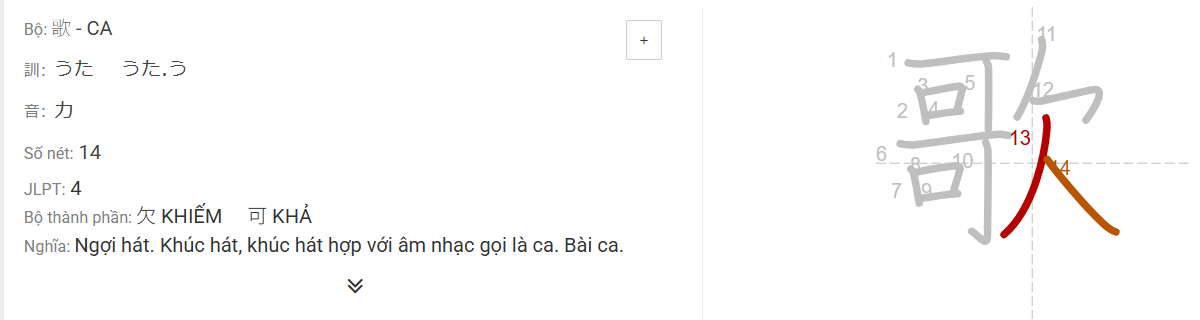 Bộ: 歌 - CA
+
訓: うた うた.う
音: カ
Số nét: 14
JLPT: 4
Bộ thành phần: 欠 KHIẾM 可 KHẢ
Nghĩa: Ngợi hát. Khúc hát, khúc hát hợp với âm nhạc gọi là ca. Bài ca.
歌
1
2
3
4
5
6
7
8
9
10
11
12
13
14